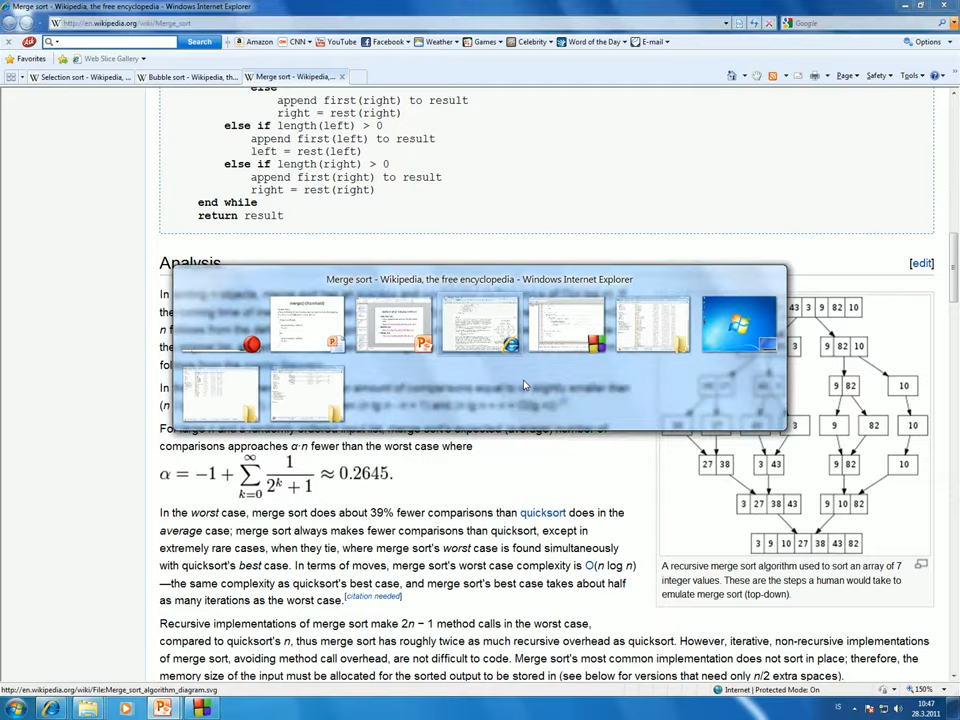 Merge sort - Wikipedia, the free encyclopedia - Windows Internet Explorer
http://en.wikipedia.org/wiki/Merge_sort
Google
Search
Amazon
CNN
YouTube
Facebook
Weather
Games
Celebrity
Word of the Day
E-mail
Options
Favorites
Web Slice Gallery
Selection sort - Wikipedia, ...
Bubble sort - Wikipedia, th...
Merge sort - Wikipedia,...
Page
Safety
Tools
else
append first(right) to result
right = rest(right)
else if length(left) > 0
append first(left) to result
left = rest(left)
else if length(right) > 0
append first(right) to result
right = rest(right)
end while
return result
Analysis
[edit]
Merge sort - Wikipedia, the free encyclopedia - Windows Internet Explorer
merge() (framhald)
43 3 9 82 10
9 82 10
9 82
10
9
82
10
27 38
3 43
9 82
10
3 27 38 43
9 10 82
3 9 10 27 38 43 82
A recursive merge sort algorithm used to sort an array of 7
integer values. These are the steps a human would take to
emulate merge sort (top-down).
comparisons approaches α·n fewer than the worst case where
α = −1 + ∞∑k=0 1/(2^k + 1) ≈ 0.2645.
In the worst case, merge sort does about 39% fewer comparisons than quicksort does in the
average case; merge sort always makes fewer comparisons than quicksort, except in
extremely rare cases, when they tie, where merge sort's worst case is found simultaneously
with quicksort's best case. In terms of moves, merge sort's worst case complexity is O(n log n)
—the same complexity as quicksort's best case, and merge sort's best case takes about half
as many iterations as the worst case.[citation needed]
Recursive implementations of merge sort make 2n − 1 method calls in the worst case,
compared to quicksort's n, thus merge sort has roughly twice as much recursive overhead as quicksort. However, iterative, non-recursive implementations
of merge sort, avoiding method call overhead, are not difficult to code. Merge sort's most common implementation does not sort in place; therefore, the
memory size of the input must be allocated for the sorted output to be stored in (see below for versions that need only n/2 extra spaces).
http://en.wikipedia.org/wiki/File:Merge_sort_algorithm_diagram.svg
Internet | Protected Mode: On
150%
IS
10:47
28.3.2011